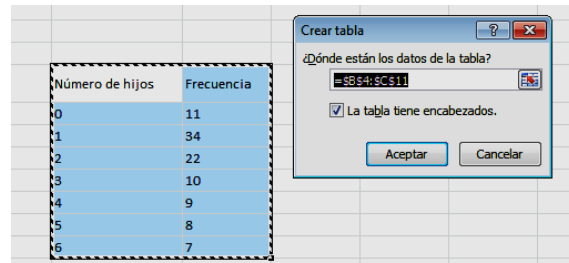 Crear tabla
¿Dónde están los datos de la tabla?
=$B$4:$C$11
La tabla tiene encabezados.
Aceptar Cancelar
Número de hijos Frecuencia
0 11
1 34
2 22
3 10
4 9
5 8
6 7